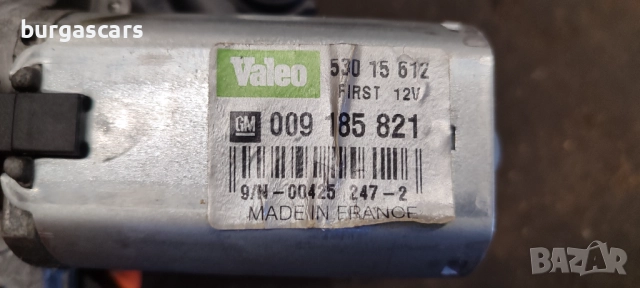 burgascars
Valeo 530 15 612
FIRST 12V
GM 009 185 821
9/N-00425 247-2
MADE IN FRANCE
BAZAR
bg